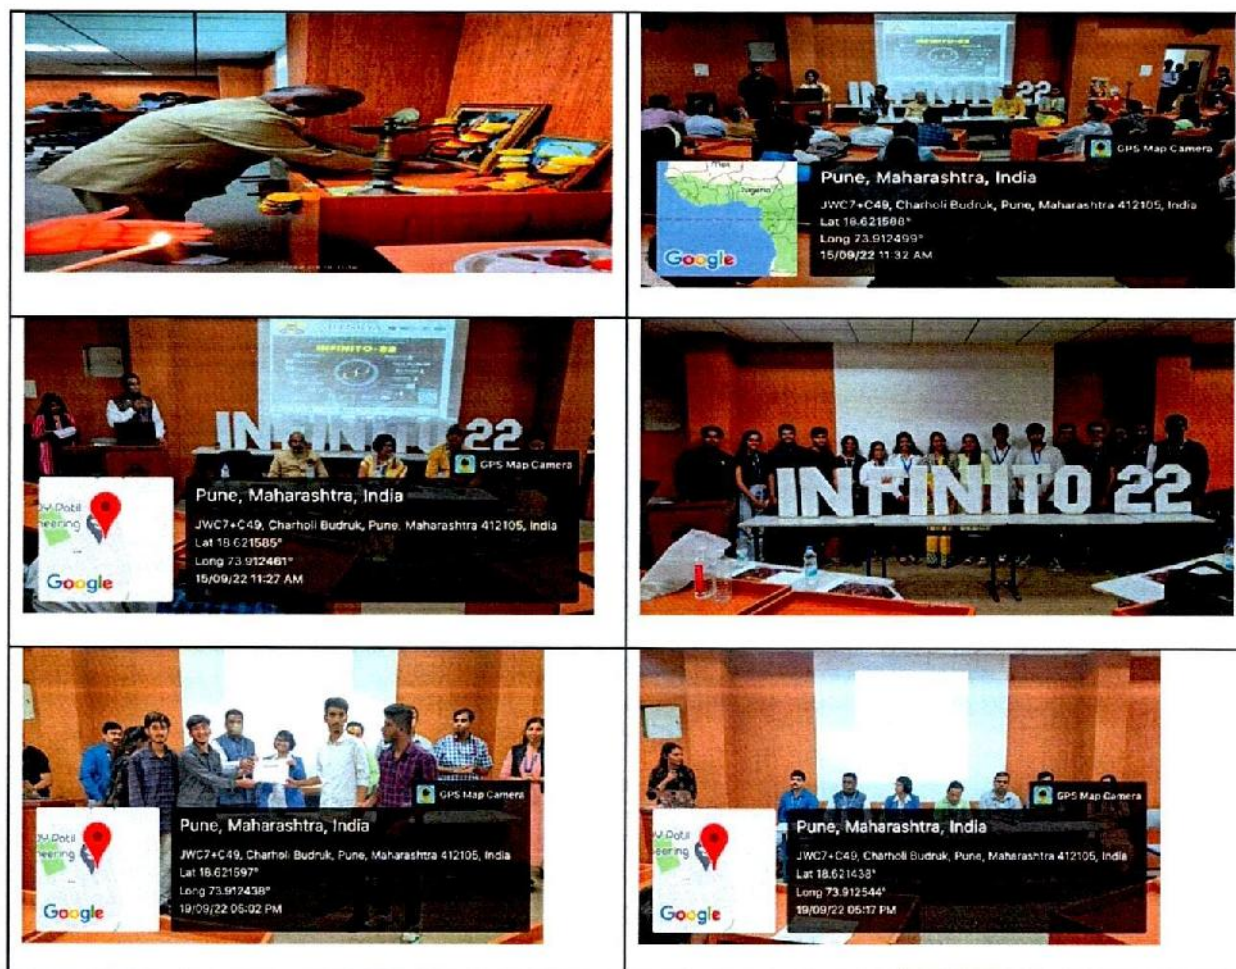 INFINITO-22
22
GPS Map Camera
Pune, Maharashtra, India
JWC7+C49, Charholi Budruk, Pune, Maharashtra 412105, India
Lat 18.621588°
Long 73.912499°
15/09/22 11:32 AM
Google
INFINITO-22
INFINITO 22
GPS Map Camera
Pune, Maharashtra, India
JWC7+C49, Charholi Budruk, Pune, Maharashtra 412105, India
Lat 18.621585°
Long 73.912461°
15/09/22 11:27 AM
Google
INFINITO 22
GPS Map Camera
Pune, Maharashtra, India
JWC7+C49, Charholi Budruk, Pune, Maharashtra 412105, India
Lat 18.621597°
Long 73.912438°
19/09/22 05:02 PM
Patil
Google
GPS Map Camera
Pune, Maharashtra, India
JWC7+C49, Charholi Budruk, Pune, Maharashtra 412105, India
Lat 18.621438°
Long 73.912544°
19/09/22 05:17 PM
Patil
Google